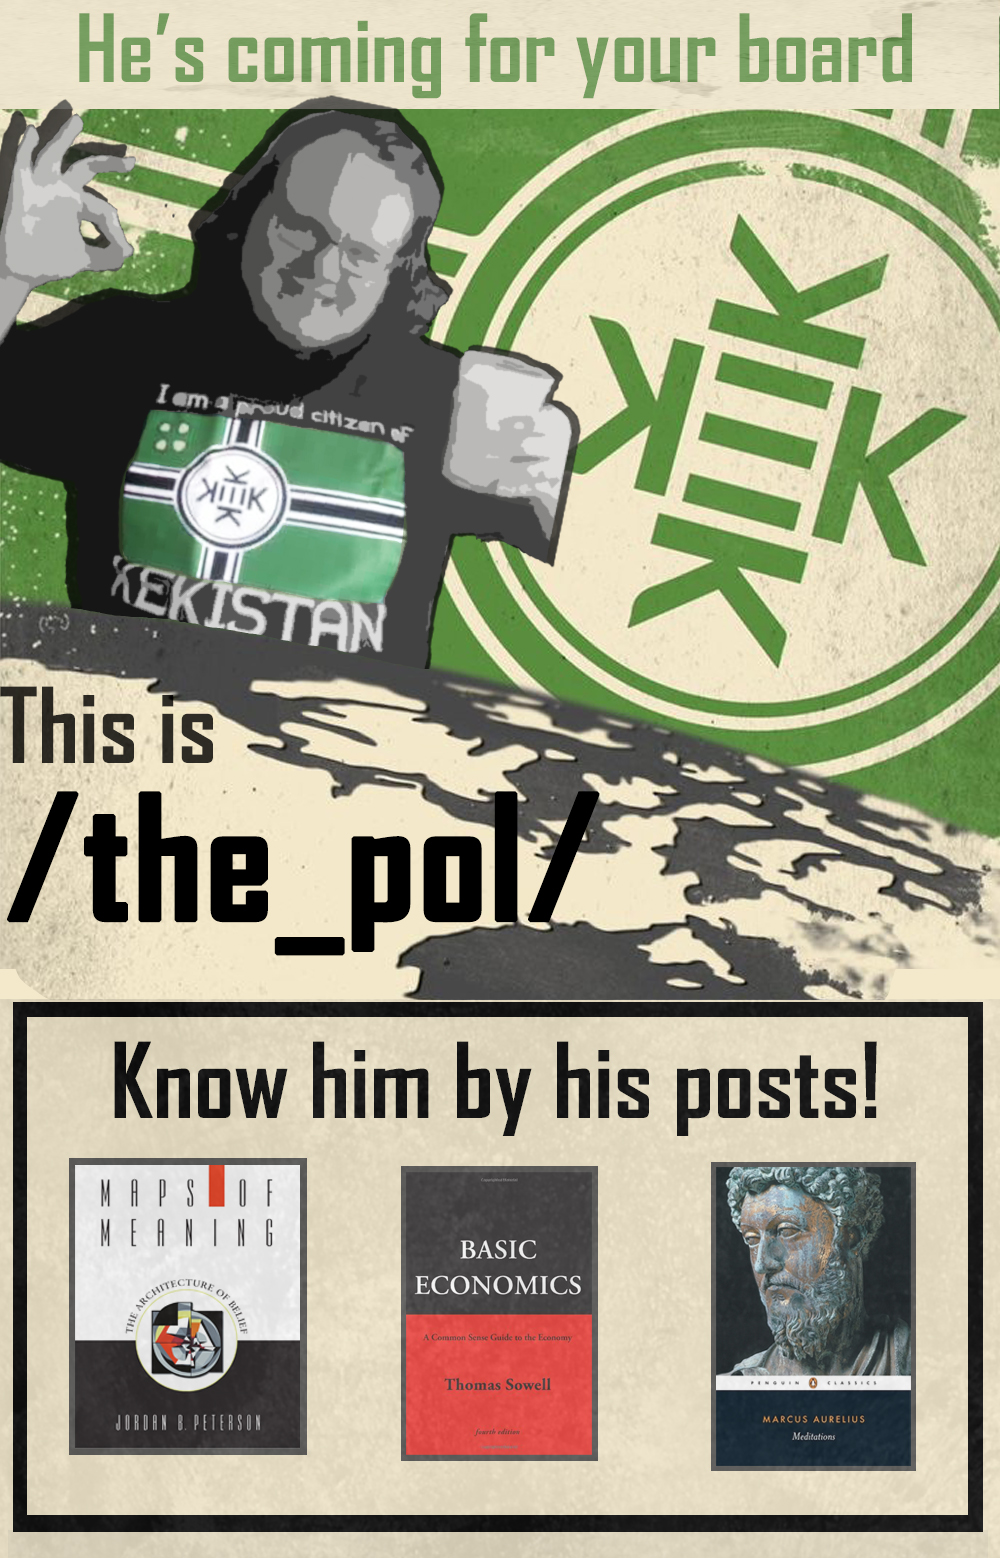 He's coming for your board
I am a proud citizen of
KEKISTAN
This is
/the_pol/
Know him by his posts!
MAPS OF
MEANING
THE ARCHITECTURE OF BELIEF
JORDAN B. PETERSON
BASIC
ECONOMICS
A Common Sense Guide to the Economy
Thomas Sowell
fourth edition
PENGUIN CLASSICS
MARCUS AURELIUS
Meditations